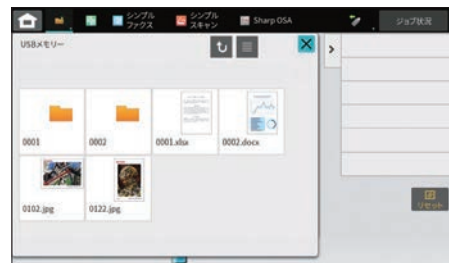 シンプル
ファクス
シンプル
スキャン
Sharp OSA
ジョブ状況
USBメモリー
0001
0002
0001.xlsx
0002.docx
0102.jpg
0122.jpg
リセット